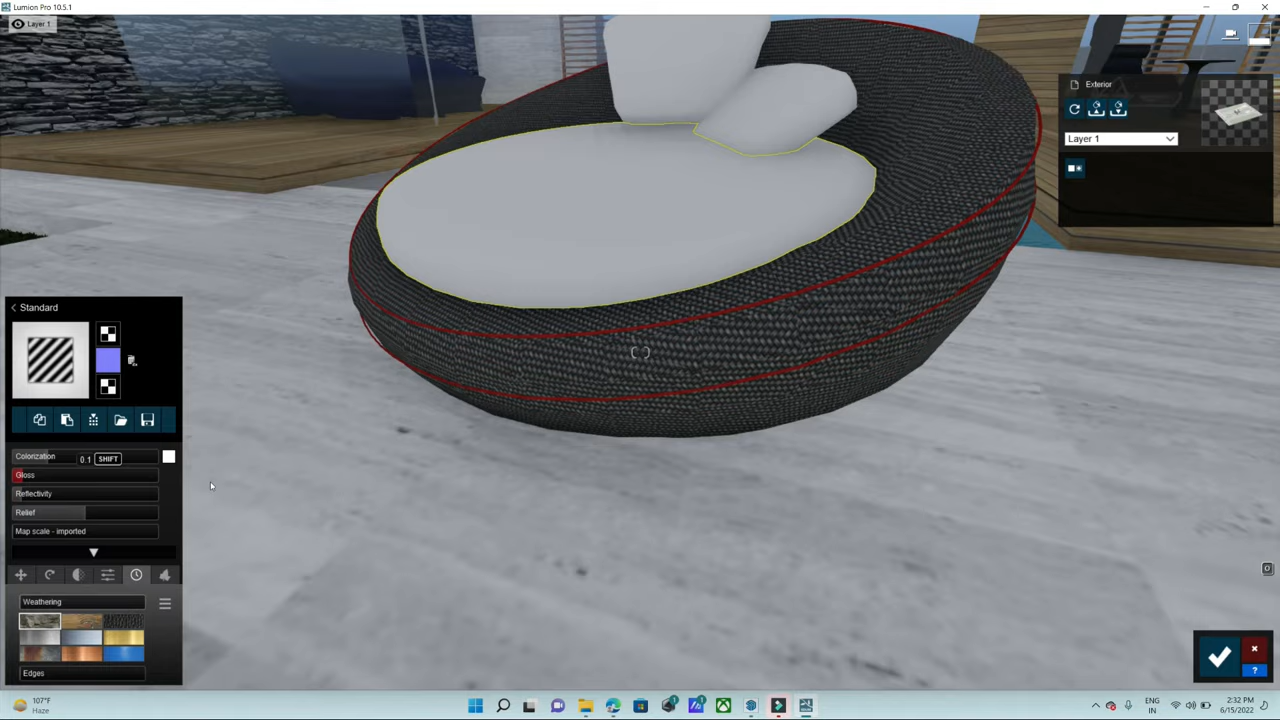 Lumion Pro 10.5.1
Layer 1
Exterior
Layer 1
Standard
Colorization
0.1 SHIFT
Gloss
Reflectivity
Relief
Map scale - imported
Weathering
Edges
?
107°F
Haze
ENG
IN
2:32 PM
6/15/2022